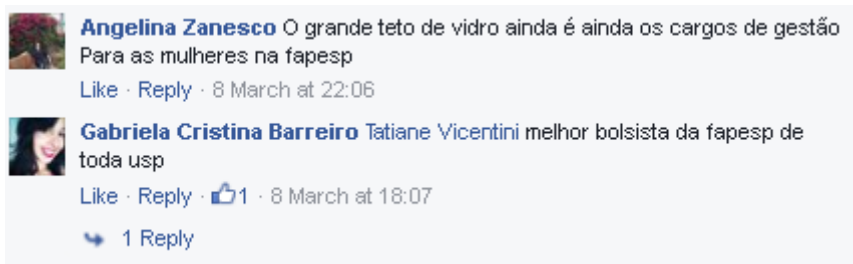 Angelina Zanesco O grande teto de vidro ainda é ainda os cargos de gestão
Para as mulheres na fapesp
Like · Reply · 8 March at 22:06
Gabriela Cristina Barreiro Tatiane Vicentini melhor bolsista da fapesp de
toda usp
Like · Reply · 1 · 8 March at 18:07
1 Reply